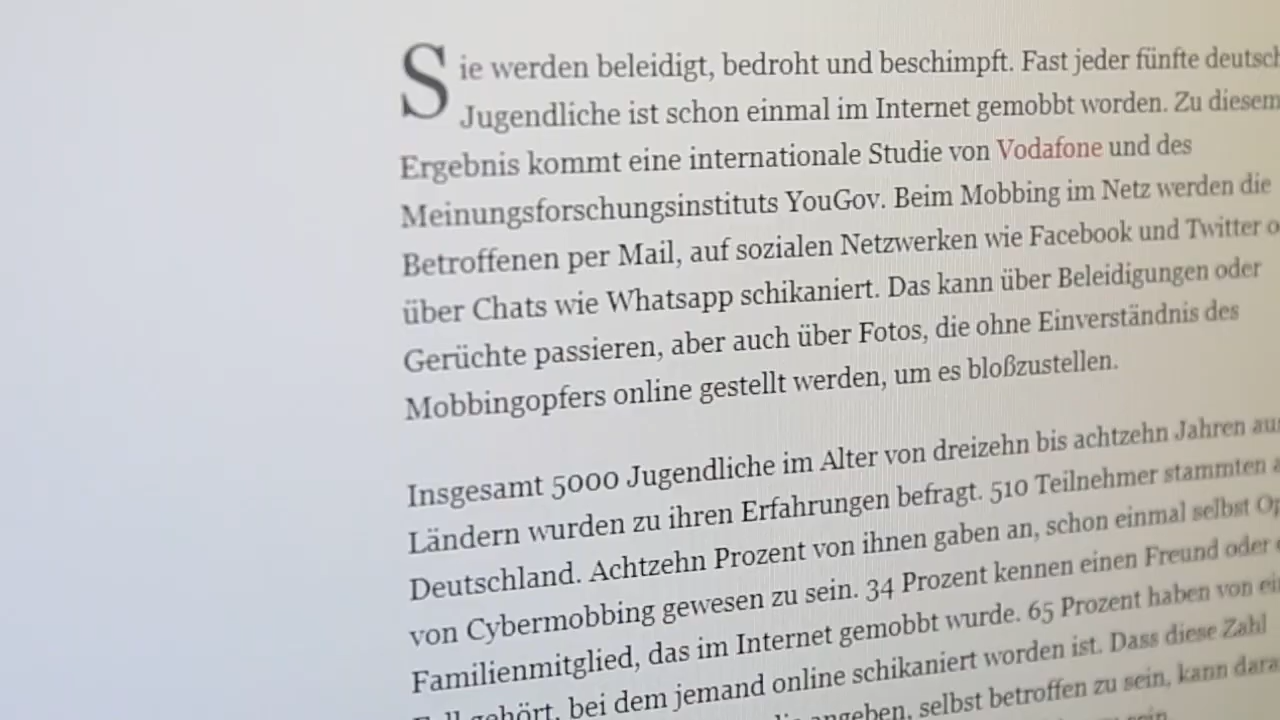 Sie werden beleidigt, bedroht und beschimpft. Fast jeder fünfte deutsch
Jugendliche ist schon einmal im Internet gemobbt worden. Zu diesem
Ergebnis kommt eine internationale Studie von Vodafone und des
Meinungsforschungsinstituts YouGov. Beim Mobbing im Netz werden die
Betroffenen per Mail, auf sozialen Netzwerken wie Facebook und Twitter o
über Chats wie Whatsapp schikaniert. Das kann über Beleidigungen oder
Gerüchte passieren, aber auch über Fotos, die ohne Einverständnis des
Mobbingopfers online gestellt werden, um es bloßzustellen.
Insgesamt 5000 Jugendliche im Alter von dreizehn bis achtzehn Jahren aus
Ländern wurden zu ihren Erfahrungen befragt. 510 Teilnehmer stammten
Deutschland. Achtzehn Prozent von ihnen gaben an, schon einmal selbst Op
von Cybermobbing gewesen zu sein. 34 Prozent kennen einen Freund oder
Familienmitglied, das im Internet gemobbt wurde. 65 Prozent haben von ein
gehört, bei dem jemand online schikaniert worden ist. Dass diese Zahl
angeben, selbst betroffen zu sein, kann dara
sein